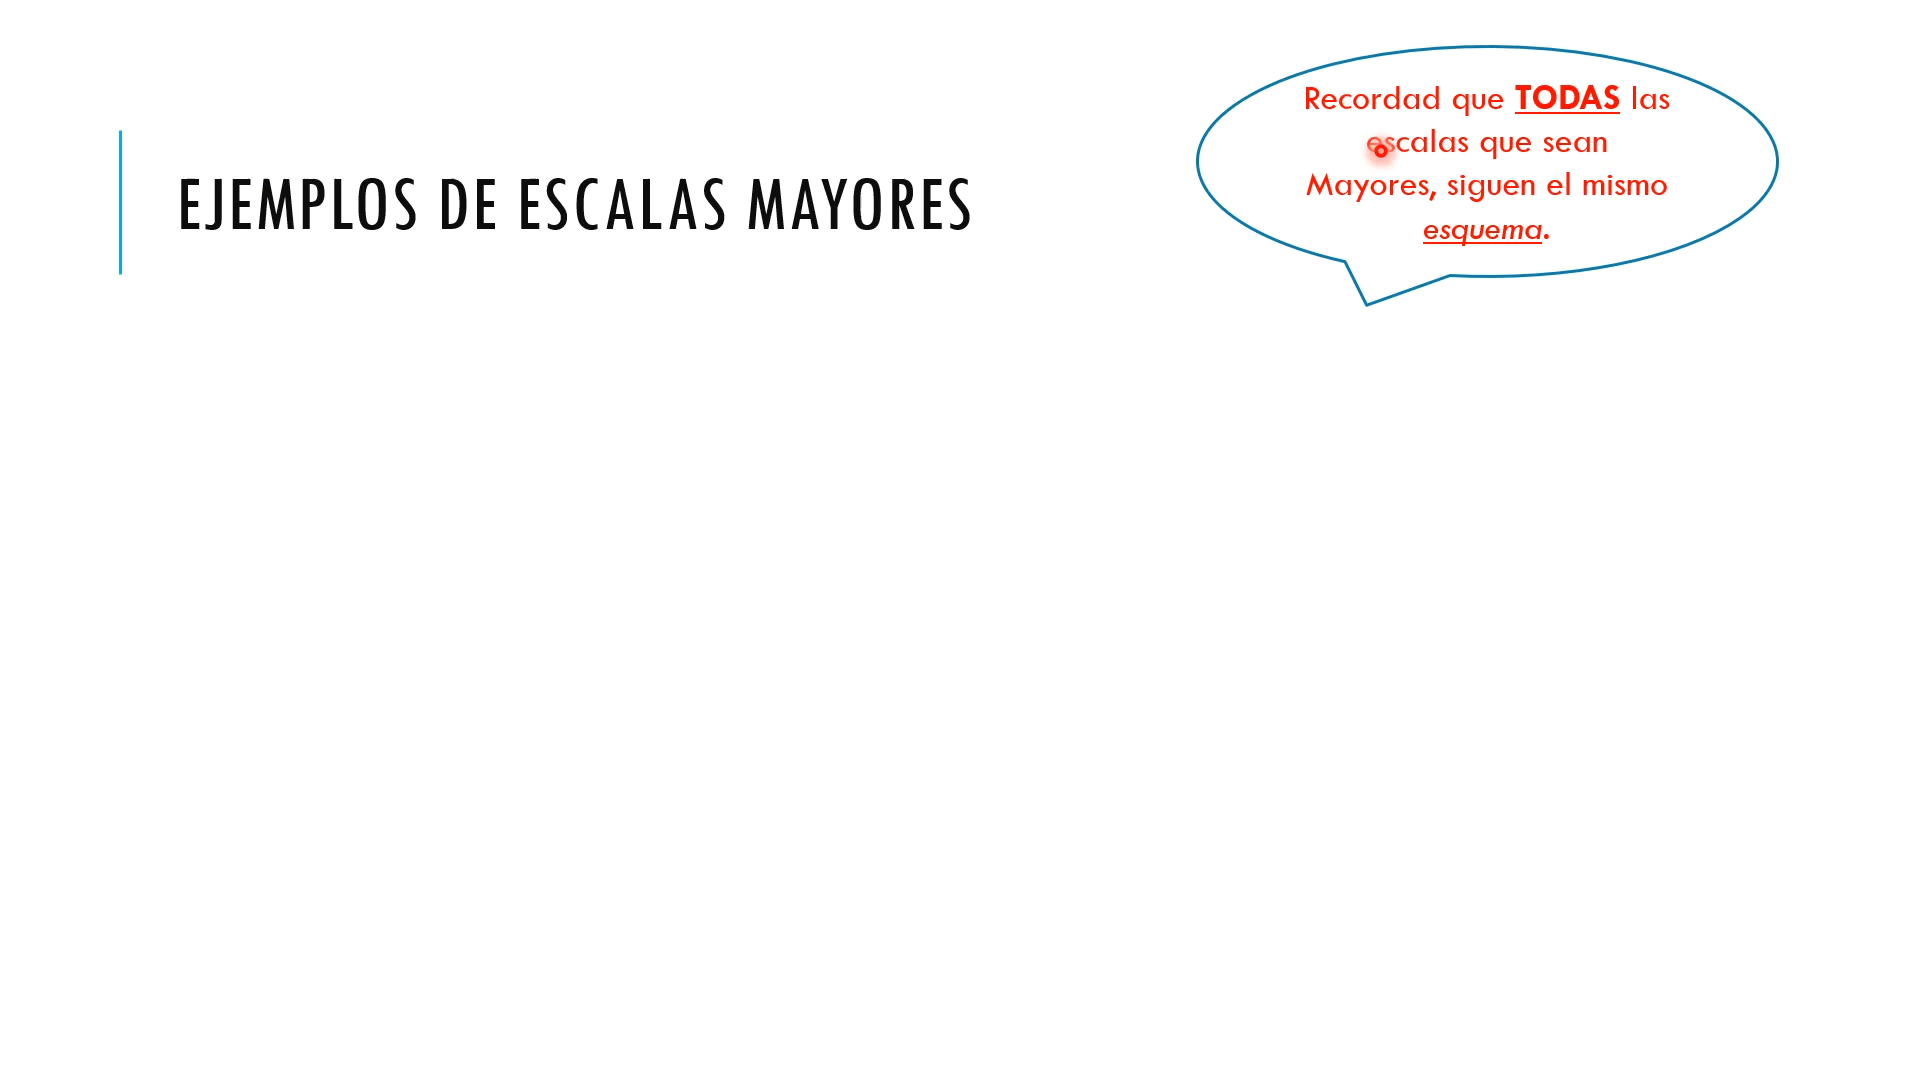 EJEMPLOS DE ESCALAS MAYORES
Recordad que TODAS las
escalas que sean
Mayores, siguen el mismo
esquema.